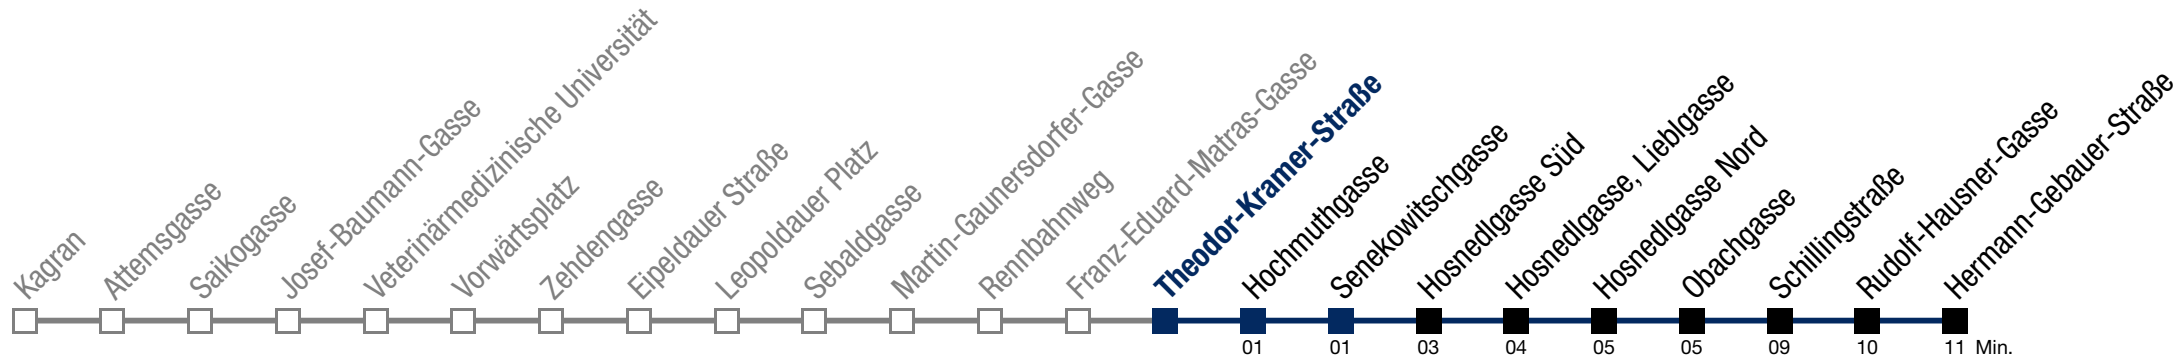 Kagran
Attemsgasse
Saikogasse
Josef-Baumann-Gasse
Veterinärmedizinische Universität
Vorwärtsplatz
Zehdengasse
Eipeldauer Straße
Leopoldauer Platz
Sebaldgasse
Martin-Gaunersdorfer-Gasse
Rennbahnweg
Franz-Eduard-Matras-Gasse
Theodor-Kramer-Straße
Hochmuthgasse
Senekowitschgasse
Hosnedlgasse Süd
Hosnedlgasse, Lieblgasse
Hosnedlgasse Nord
Obachgasse
Schillingstraße
Rudolf-Hausner-Gasse
Hermann-Gebauer-Straße
01 01 03 04 05 05 09 10 11 Min.